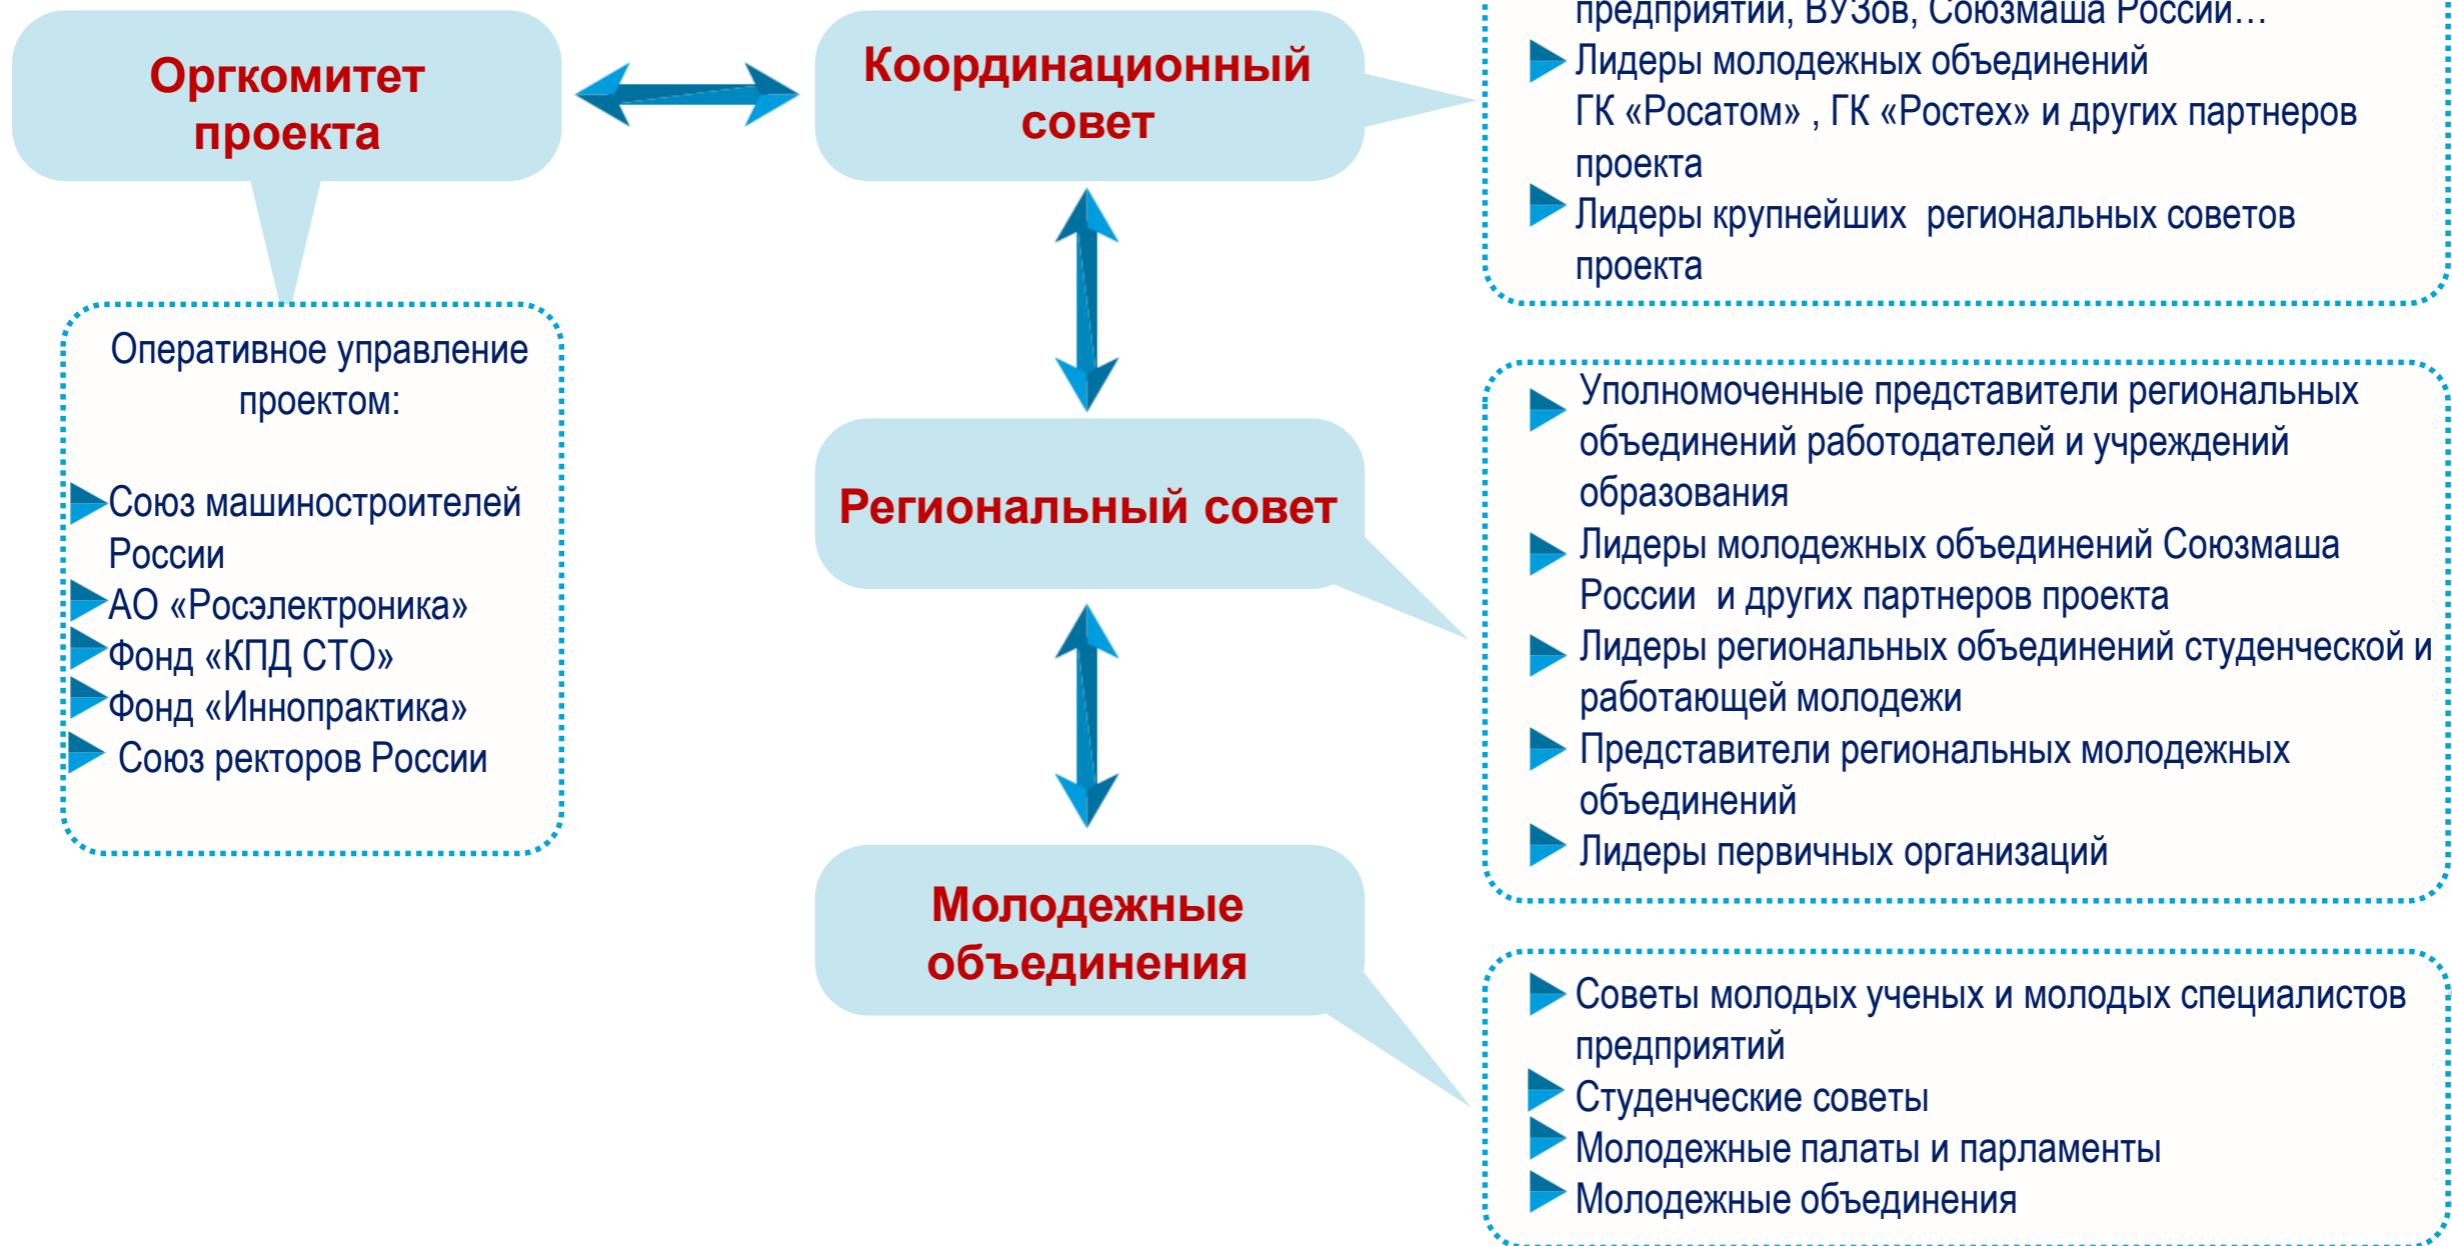 Оргкомитет
проекта
Оперативное управление
проектом:
Союз машиностроителей
России
АО «Росэлектроника»
Фонд «КПД СТО»
Фонд «Иннопрактика»
Союз ректоров России
Координационный
совет
предприятий, ВУЗов, Союзмаша России...
Лидеры молодежных объединений
ГК «Росатом» , ГК «Ростех» и других партнеров
проекта
Лидеры крупнейших региональных советов
проекта
Региональный совет
Уполномоченные представители региональных
объединений работодателей и учреждений
образования
Лидеры молодежных объединений Союзмаша
России и других партнеров проекта
Лидеры региональных объединений студенческой и
работающей молодежи
Представители региональных молодежных
объединений
Лидеры первичных организаций
Молодежные
объединения
Советы молодых ученых и молодых специалистов
предприятий
Студенческие советы
Молодежные палаты и парламенты
Молодежные объединения